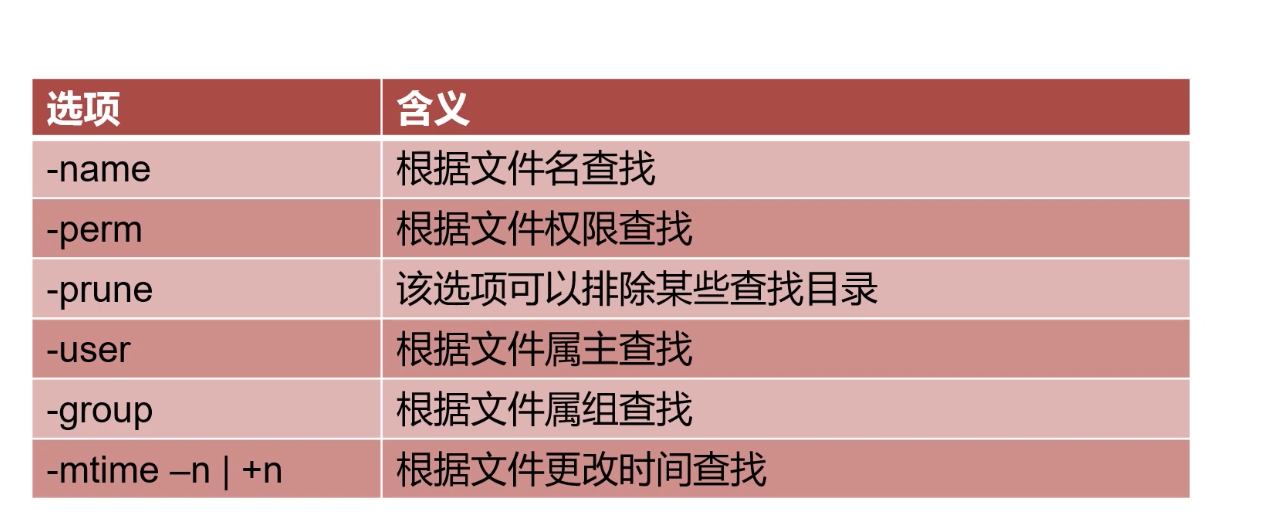 选项 含义
-name 根据文件名查找
-perm 根据文件权限查找
-prune 该选项可以排除某些查找目录
-user 根据文件属主查找
-group 根据文件属组查找
-mtime –n | +n 根据文件更改时间查找